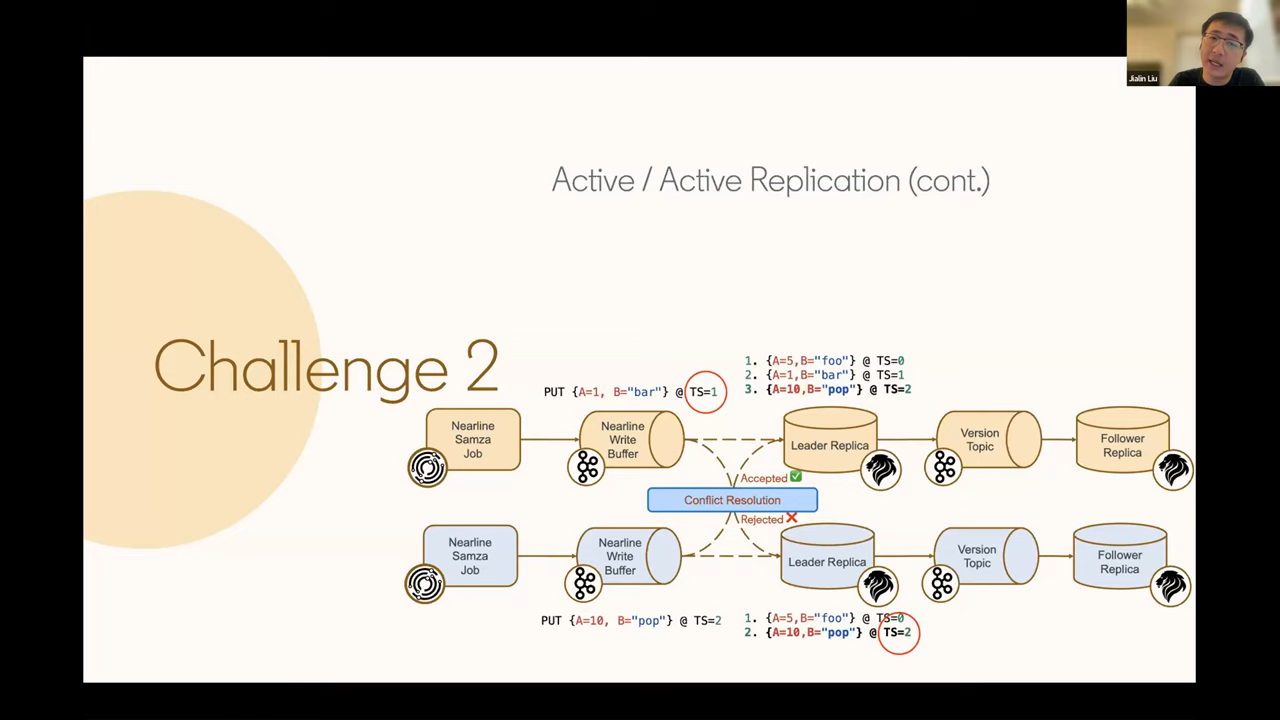 Jialin Liu
Active / Active Replication (cont.)
Challenge 2
PUT {A=1, B="bar"} @ TS=1
1. {A=5,B="foo"} @ TS=0
2. {A=1,B="bar"} @ TS=1
3. {A=10,B="pop"} @ TS=2
Nearline
Samza
Job
Nearline
Write
Buffer
Leader Replica
Version
Topic
Follower
Replica
Accepted ✅
Conflict Resolution
Rejected ❌
Nearline
Samza
Job
Nearline
Write
Buffer
Leader Replica
Version
Topic
Follower
Replica
PUT {A=10, B="pop"} @ TS=2
1. {A=5,B="foo"} @ TS=0
2. {A=10,B="pop"} @ TS=2